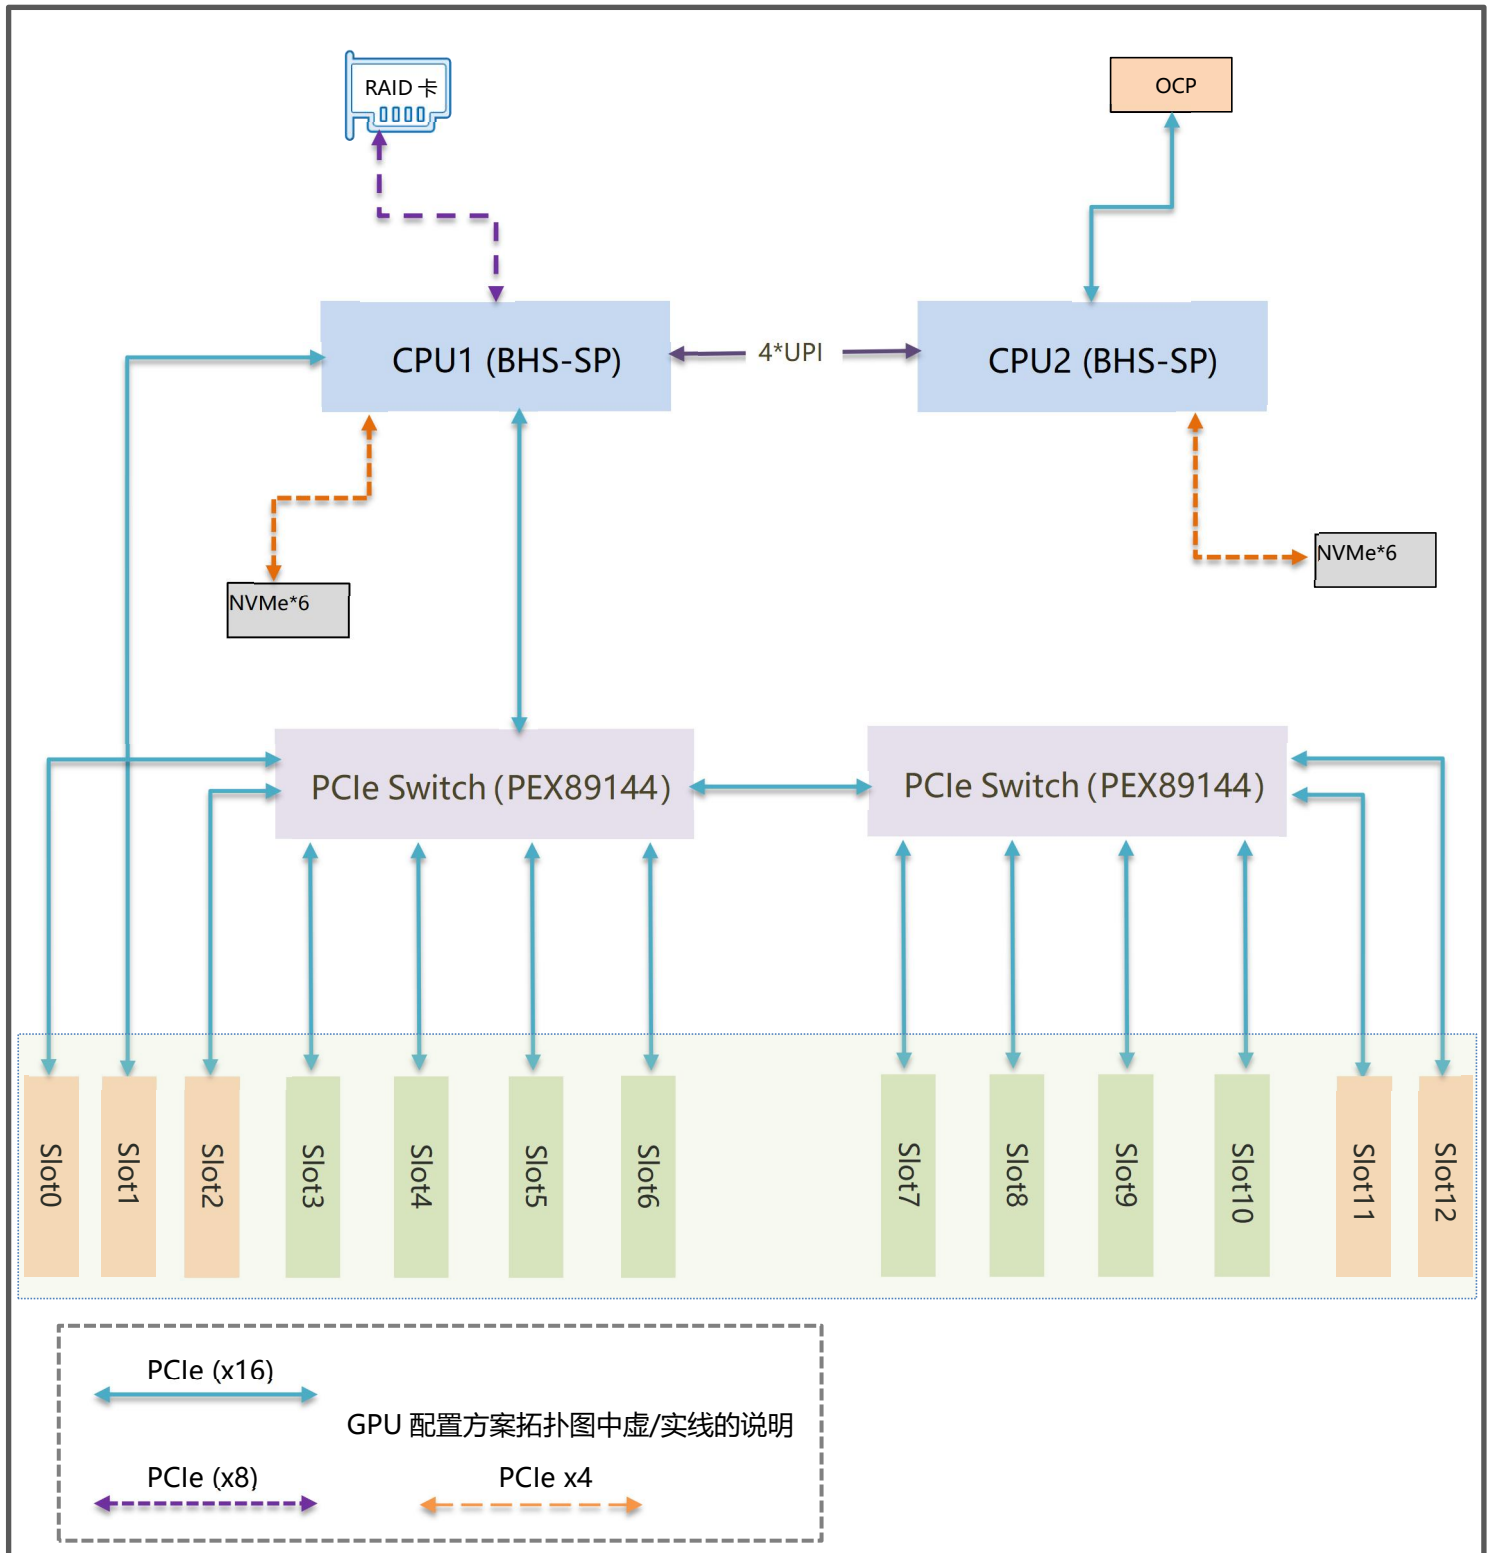 RAID 卡
OCP
CPU1 (BHS-SP)
4*UPI
CPU2 (BHS-SP)
NVMe*6
NVMe*6
PCIe Switch (PEX89144)
PCIe Switch (PEX89144)
Slot0
Slot1
Slot2
Slot3
Slot4
Slot5
Slot6
Slot7
Slot8
Slot9
Slot10
Slot11
Slot12
PCIe (x16)
GPU 配置方案拓扑图中虚/实线的说明
PCIe (x8)
PCIe x4